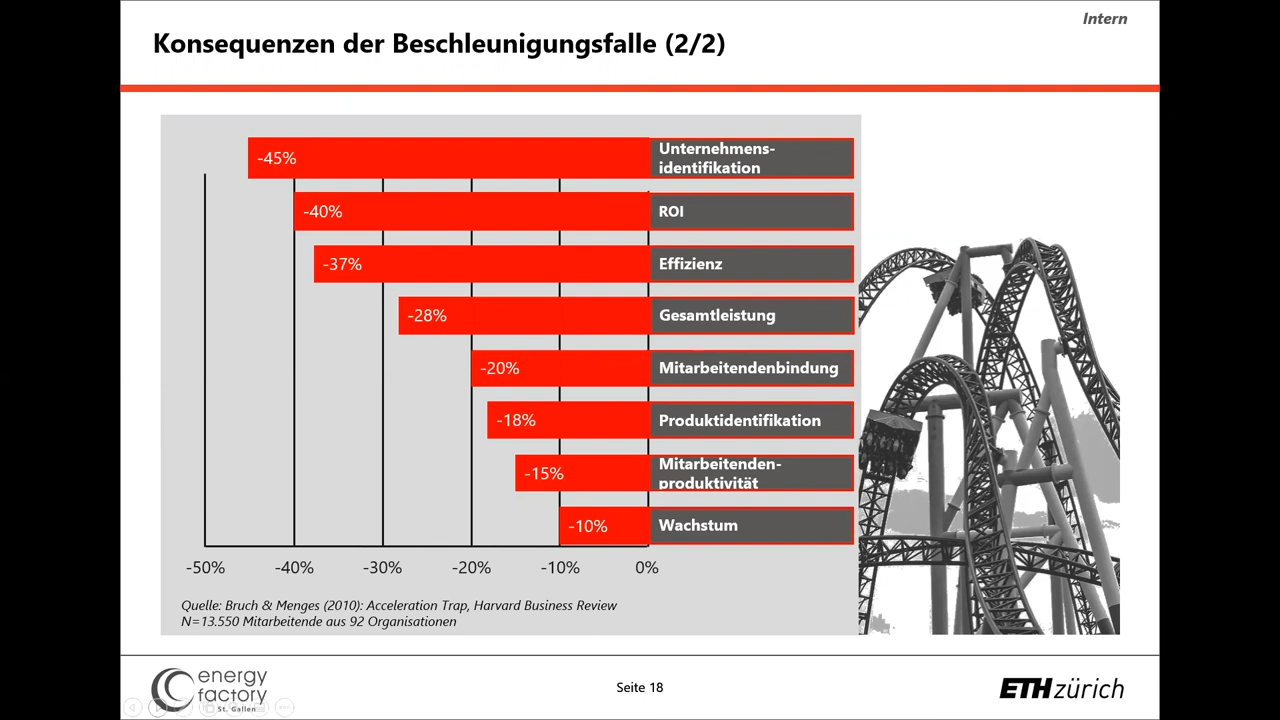 Intern
Konsequenzen der Beschleunigungsfalle (2/2)
-45%
Unternehmens-
identifikation
-40%
ROI
-37%
Effizienz
-28%
Gesamtleistung
-20%
Mitarbeitendenbindung
-18%
Produktidentifikation
-15%
Mitarbeitenden-
produktivität
-10%
Wachstum
-50%
-40%
-30%
-20%
-10%
0%
Quelle: Bruch & Menges (2010): Acceleration Trap, Harvard Business Review
N=13.550 Mitarbeitende aus 92 Organisationen
energy
factory
St. Gallen
Seite 18
ETH zürich